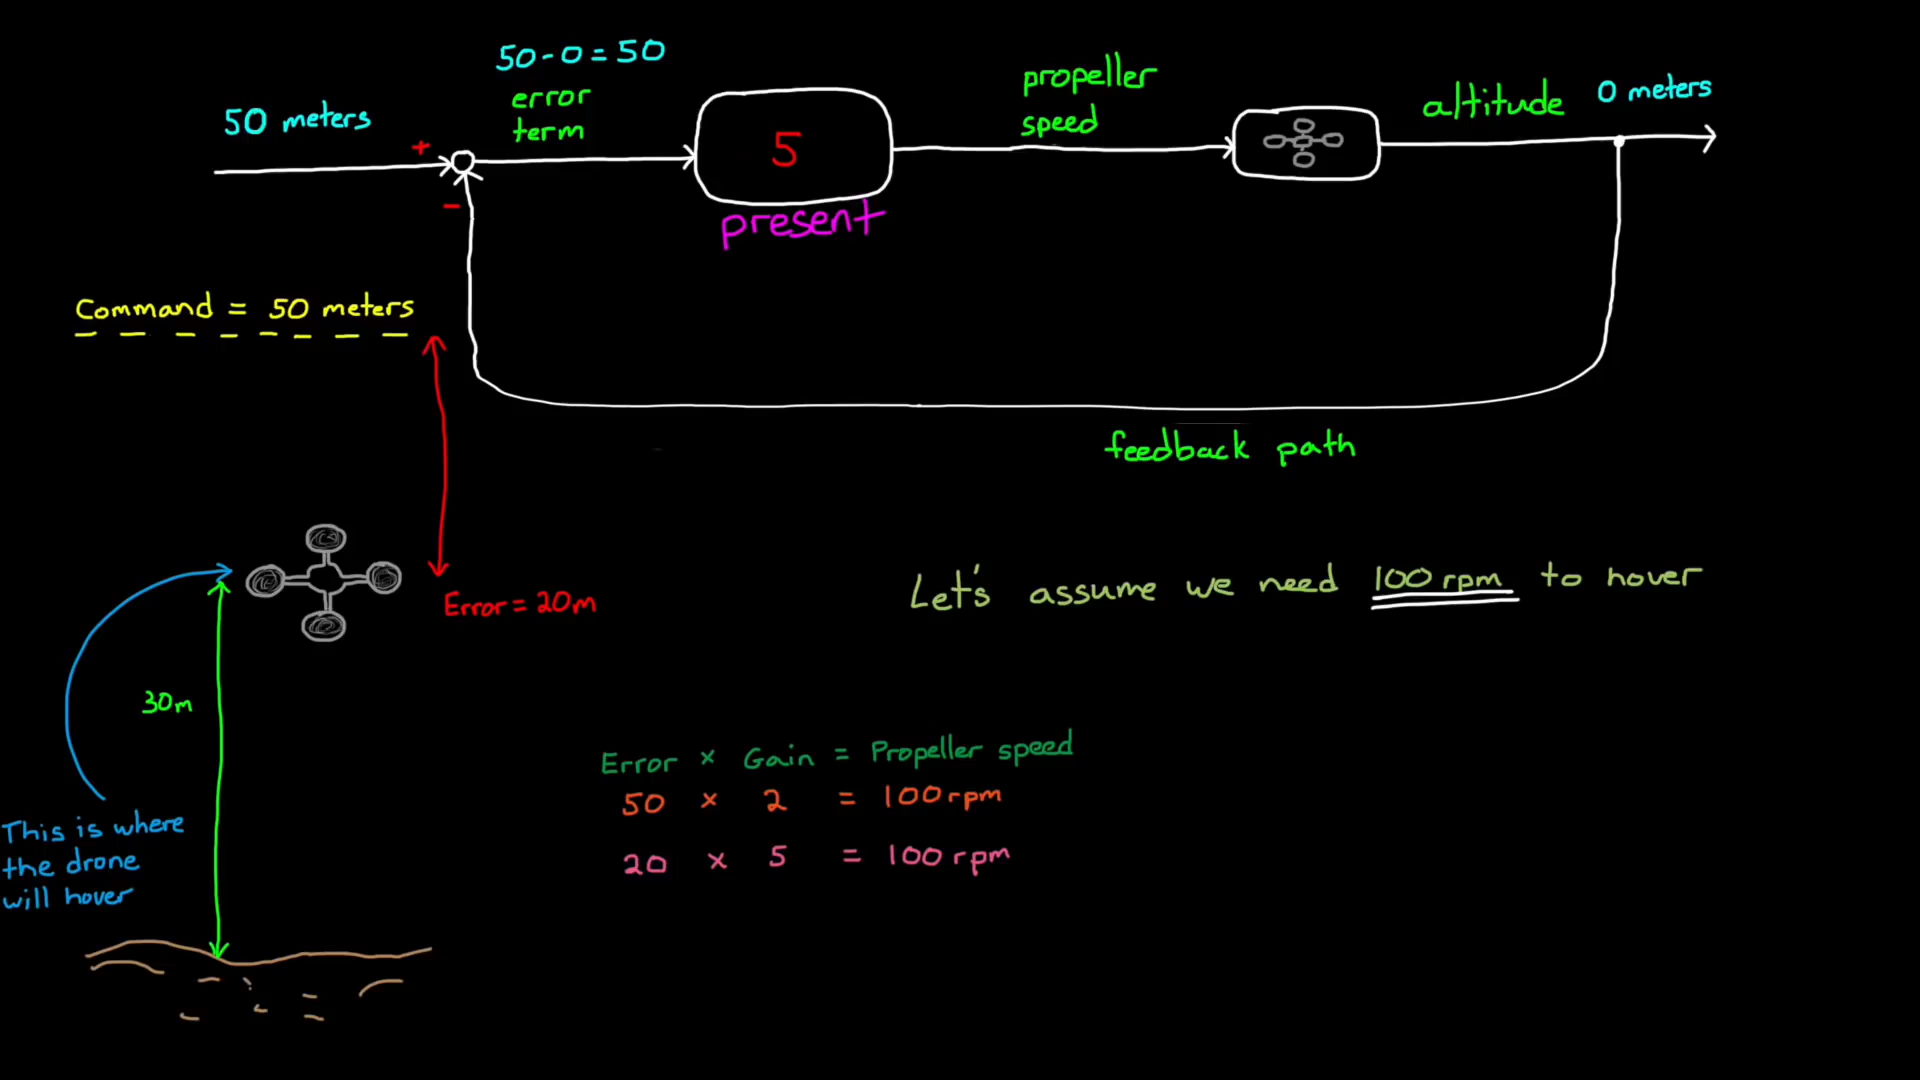 50 - 0 = 50
error
term
50 meters
+
-
5
present
propeller
speed
altitude
0 meters
Command = 50 meters
feedback path
Error = 20m
Let's assume we need 100 rpm to hover
30m
Error × Gain = Propeller speed
50 × 2 = 100 rpm
20 × 5 = 100 rpm
This is where
the drone
will hover